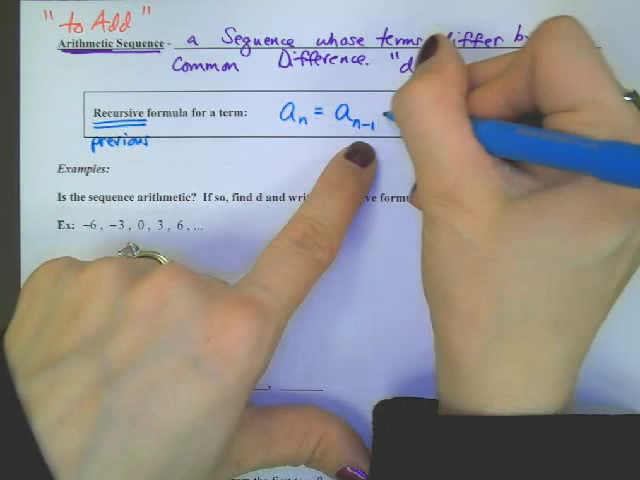 " to Add "
Arithmetic Sequence - a Sequence whose terms differ b
Common Difference. "d
Recursive formula for a term: aₙ = aₙ₋₁
previous
Examples:
Is the sequence arithmetic? If so, find d and wri ve formu
Ex: −6 , −3 , 0 , 3 , 6 , ...